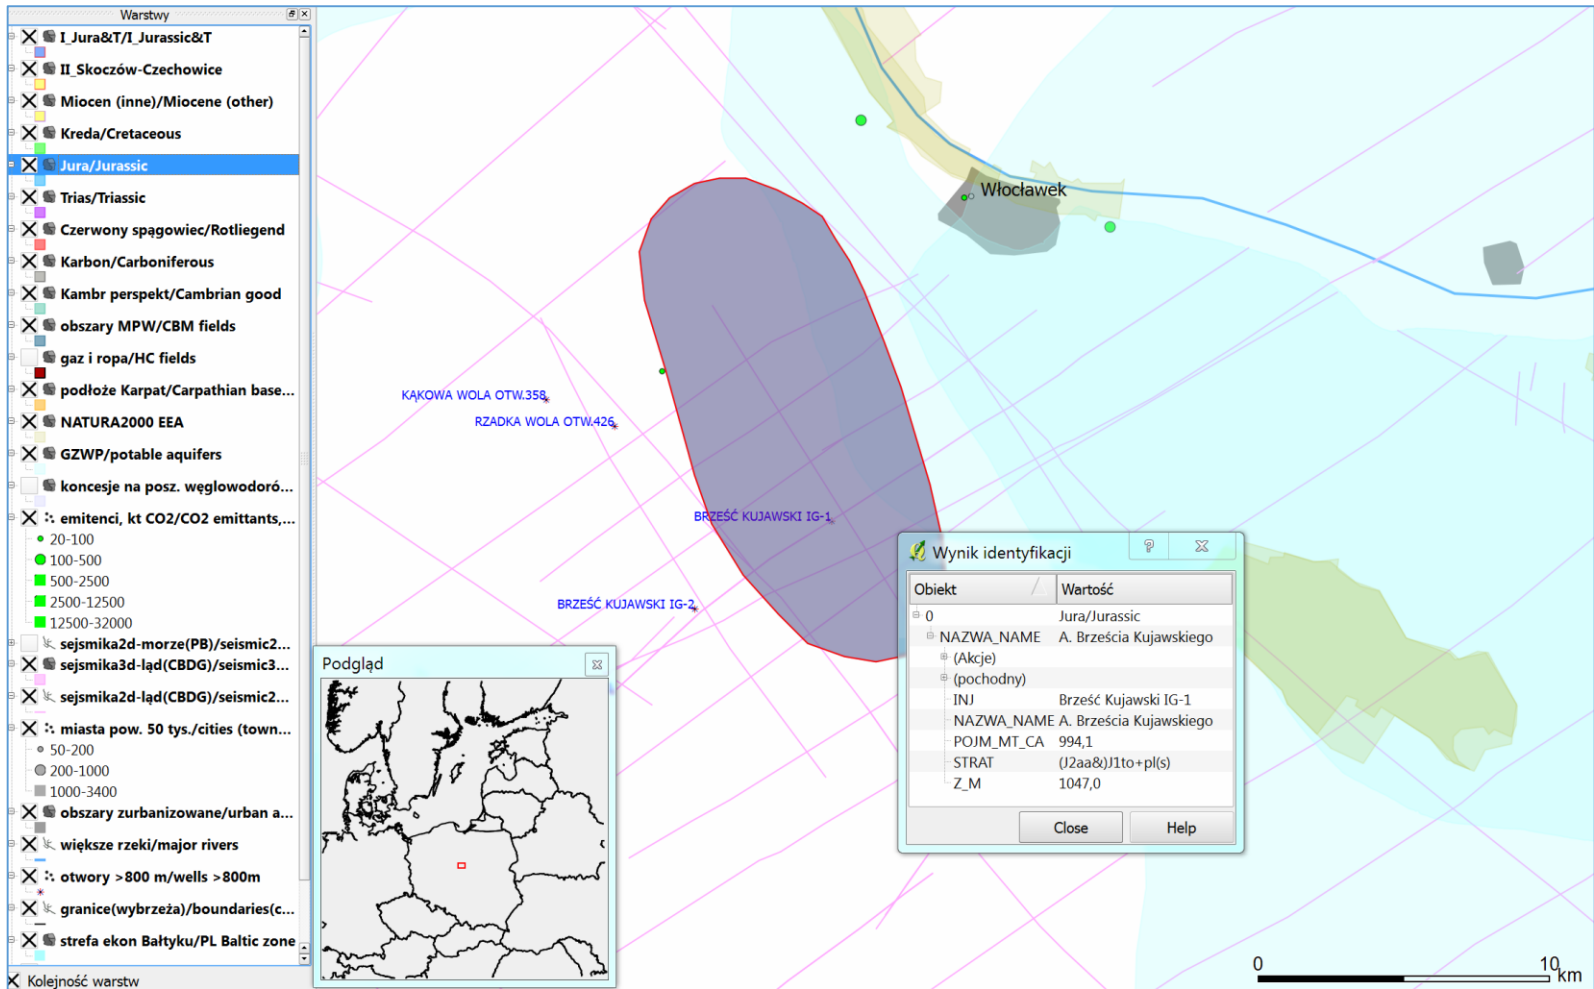 Warstwy
I_Jura&T/I_Jurassic&T
II_Skoczów-Czechowice
Miocen (inne)/Miocene (other)
Kreda/Cretaceous
Jura/Jurassic
Trias/Triassic
Czerwony spągowiec/Rotliegend
Karbon/Carboniferous
Kambr perspekt/Cambrian good
obszary MPW/CBM fields
gaz i ropa/HC fields
podłoże Karpat/Carpathian base...
NATURA2000 EEA
GZWP/potable aquifers
koncesje na posz. węglowodoró...
emitenci, kt CO2/CO2 emittants,...
20-100
100-500
500-2500
2500-12500
12500-32000
sejsmika2d-morze(PB)/seismic2...
sejsmika3d-ląd(CBDG)/seismic3...
sejsmika2d-ląd(CBDG)/seismic2...
miasta pow. 50 tys./cities (town...
50-200
200-1000
1000-3400
obszary zurbanizowane/urban a...
większe rzeki/major rivers
otwory >800 m/wells >800m
granice(wybrzeża)/boundaries(c...
strefa ekon Bałtyku/PL Baltic zone
Kolejność warstw
Włocławek
KĄKOWA WOLA OTW.358
RZADKA WOLA OTW.426
BRZEŚĆ KUJAWSKI IG-1
BRZEŚĆ KUJAWSKI IG-2
Podgląd
Wynik identyfikacji
Obiekt Wartość
0 Jura/Jurassic
NAZWA_NAME A. Brześcia Kujawskiego
(Akcje)
(pochodny)
INJ Brześć Kujawski IG-1
NAZWA_NAME A. Brześcia Kujawskiego
POJM_MT_CA 994,1
STRAT (J2aa&)J1to+pl(s)
Z_M 1047,0
Close Help
0 10
km